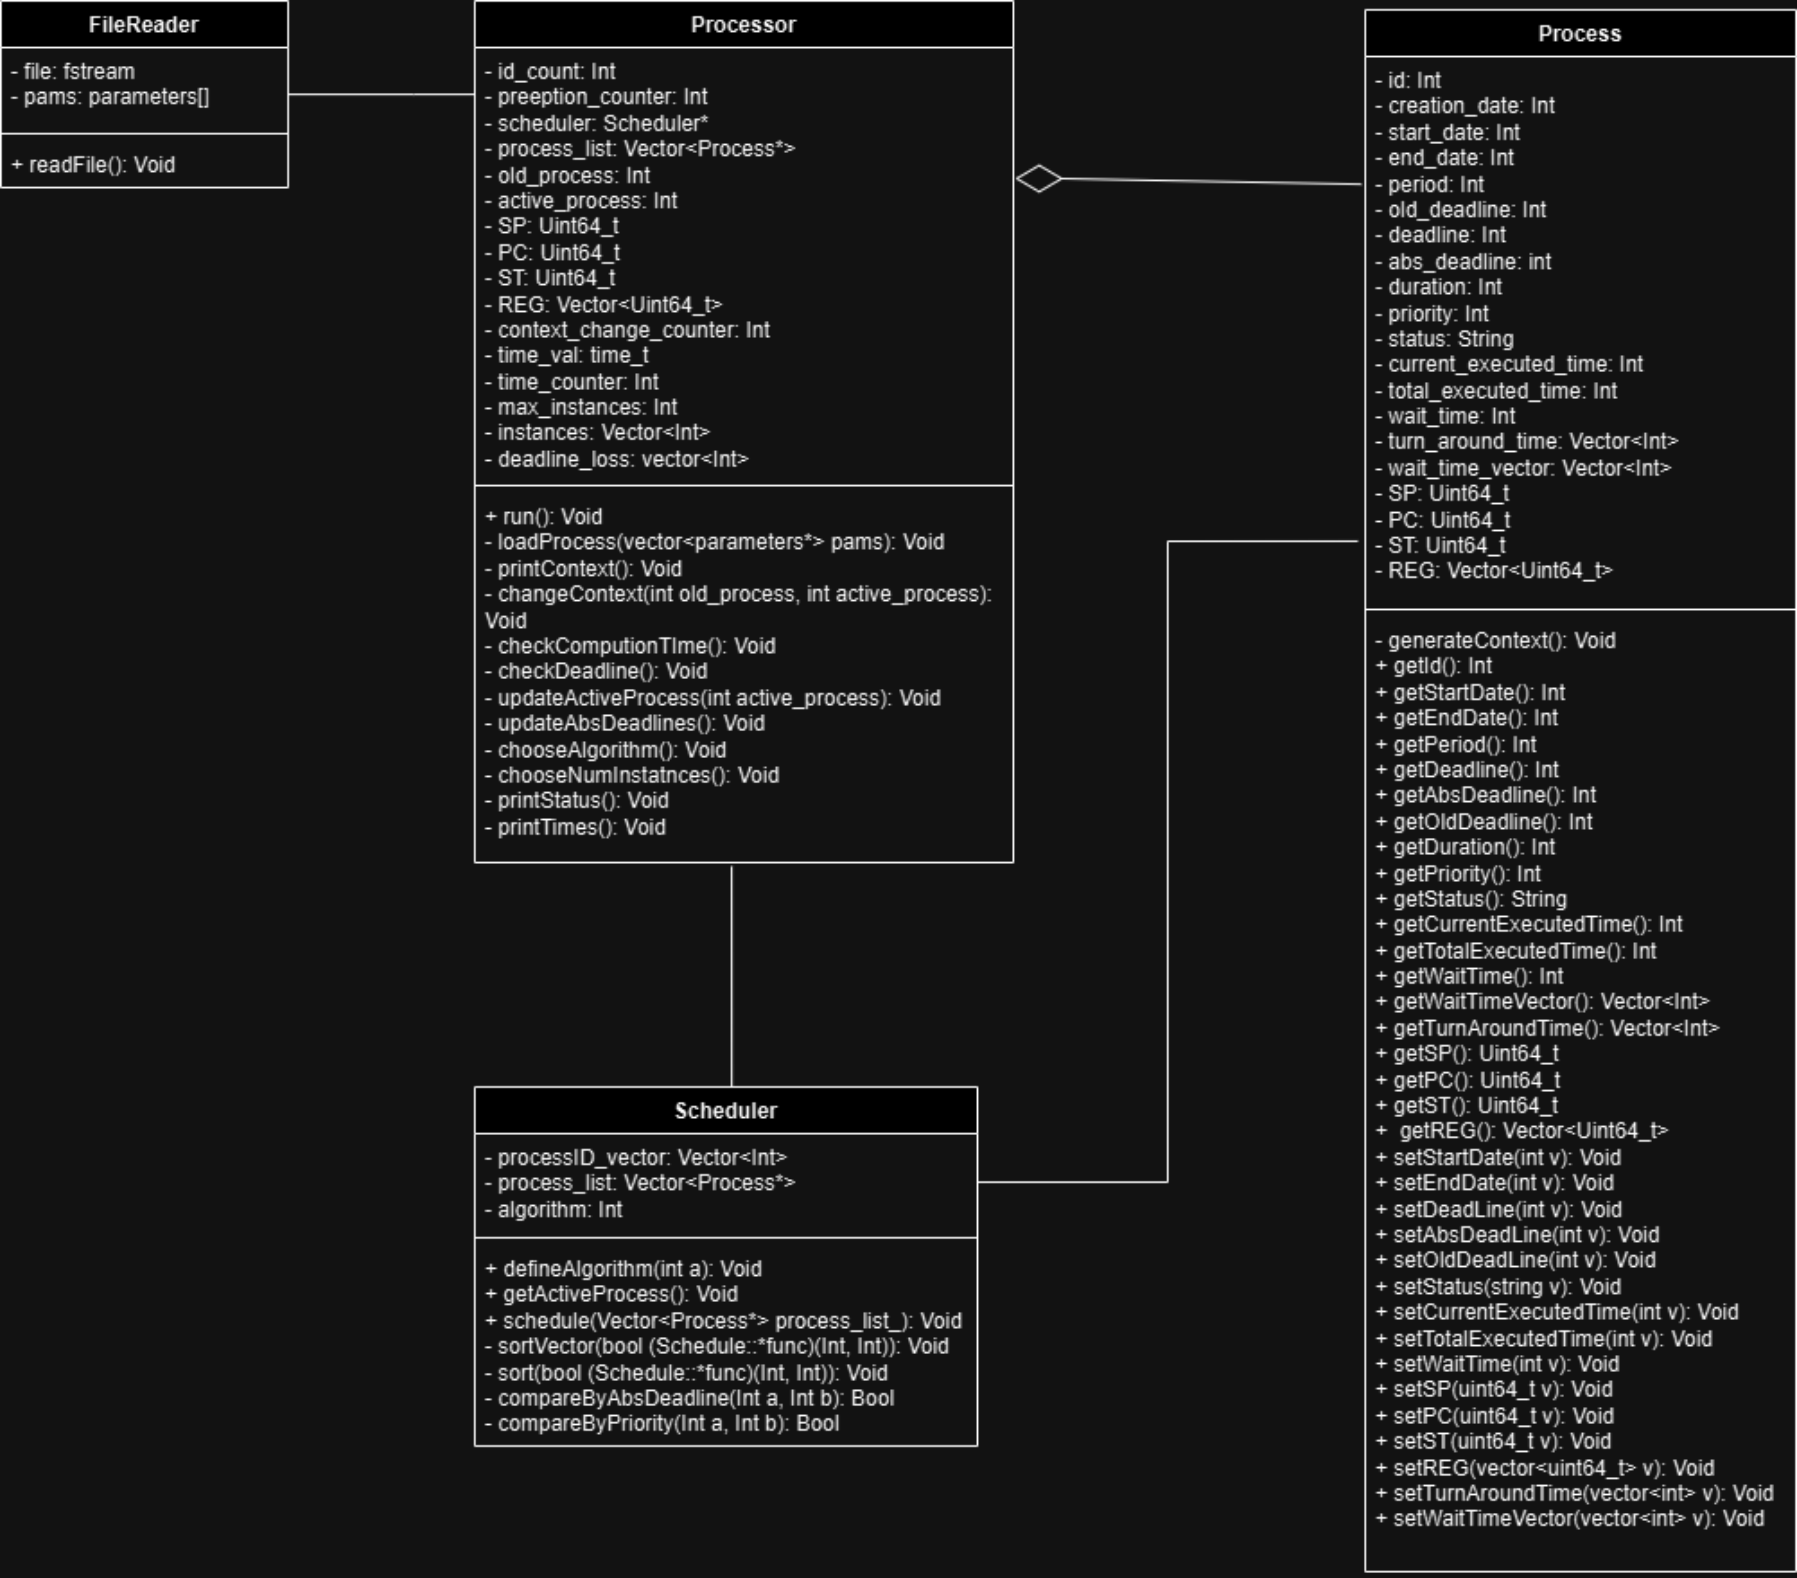 FileReader
- file: fstream
- pams: parameters[]
+ readFile(): Void
Processor
- id_count: Int
- preeption_counter: Int
- scheduler: Scheduler*
- process_list: Vector<Process*>
- old_process: Int
- active_process: Int
- SP: Uint64_t
- PC: Uint64_t
- ST: Uint64_t
- REG: Vector<Uint64_t>
- context_change_counter: Int
- time_val: time_t
- time_counter: Int
- max_instances: Int
- instances: Vector<Int>
- deadline_loss: vector<Int>
+ run(): Void
- loadProcess(vector<parameters*> pams): Void
- printContext(): Void
- changeContext(int old_process, int active_process):
Void
- checkComputionTIme(): Void
- checkDeadline(): Void
- updateActiveProcess(int active_process): Void
- updateAbsDeadlines(): Void
- chooseAlgorithm(): Void
- chooseNumInstatnces(): Void
- printStatus(): Void
- printTimes(): Void
Scheduler
- processID_vector: Vector<Int>
- process_list: Vector<Process*>
- algorithm: Int
+ defineAlgorithm(int a): Void
+ getActiveProcess(): Void
+ schedule(Vector<Process*> process_list_): Void
- sortVector(bool (Schedule::*func)(Int, Int)): Void
- sort(bool (Schedule::*func)(Int, Int)): Void
- compareByAbsDeadline(Int a, Int b): Bool
- compareByPriority(Int a, Int b): Bool
Process
- id: Int
- creation_date: Int
- start_date: Int
- end_date: Int
- period: Int
- old_deadline: Int
- deadline: Int
- abs_deadline: int
- duration: Int
- priority: Int
- status: String
- current_executed_time: Int
- total_executed_time: Int
- wait_time: Int
- turn_around_time: Vector<Int>
- wait_time_vector: Vector<Int>
- SP: Uint64_t
- PC: Uint64_t
- ST: Uint64_t
- REG: Vector<Uint64_t>
- generateContext(): Void
+ getId(): Int
+ getStartDate(): Int
+ getEndDate(): Int
+ getPeriod(): Int
+ getDeadline(): Int
+ getAbsDeadline(): Int
+ getOldDeadline(): Int
+ getDuration(): Int
+ getPriority(): Int
+ getStatus(): String
+ getCurrentExecutedTime(): Int
+ getTotalExecutedTime(): Int
+ getWaitTime(): Int
+ getWaitTimeVector(): Vector<Int>
+ getTurnAroundTime(): Vector<Int>
+ getSP(): Uint64_t
+ getPC(): Uint64_t
+ getST(): Uint64_t
+ getREG(): Vector<Uint64_t>
+ setStartDate(int v): Void
+ setEndDate(int v): Void
+ setDeadLine(int v): Void
+ setAbsDeadLine(int v): Void
+ setOldDeadLine(int v): Void
+ setStatus(string v): Void
+ setCurrentExecutedTime(int v): Void
+ setTotalExecutedTime(int v): Void
+ setWaitTime(int v): Void
+ setSP(uint64_t v): Void
+ setPC(uint64_t v): Void
+ setST(uint64_t v): Void
+ setREG(vector<uint64_t> v): Void
+ setTurnAroundTime(vector<int> v): Void
+ setWaitTimeVector(vector<int> v): Void